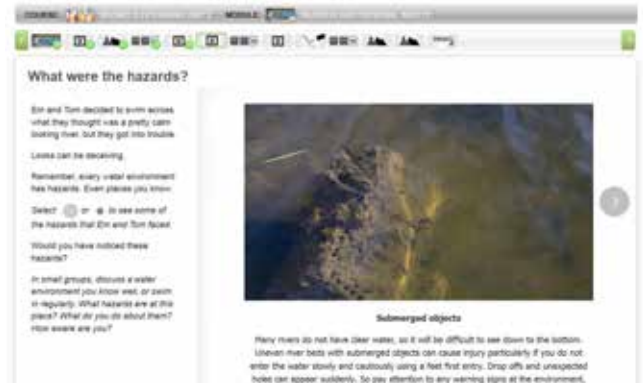 COURSE:
MODULE:
What were the hazards?
Em and Tom decided to swim across
what they thought was a pretty calm
looking river, but they got into trouble.
Looks can be deceiving.
Remember, every water environment
has hazards. Even places you know.
Select or to see some of
the hazards that Em and Tom faced.
Would you have noticed these
hazards?
In small groups, discuss a water
environment you know well, or swim
in regularly. What hazards are at this
place? What do you do about them?
How aware are you?
Submerged objects
Many rivers do not have clear water, so it will be difficult to see down to the bottom.
Uneven river beds with submerged objects can cause injury particularly if you do not
enter the water slowly and cautiously using a feet first entry. Drop offs and unexpected
holes can appear suddenly. So pay attention to any warning signs at the environment,